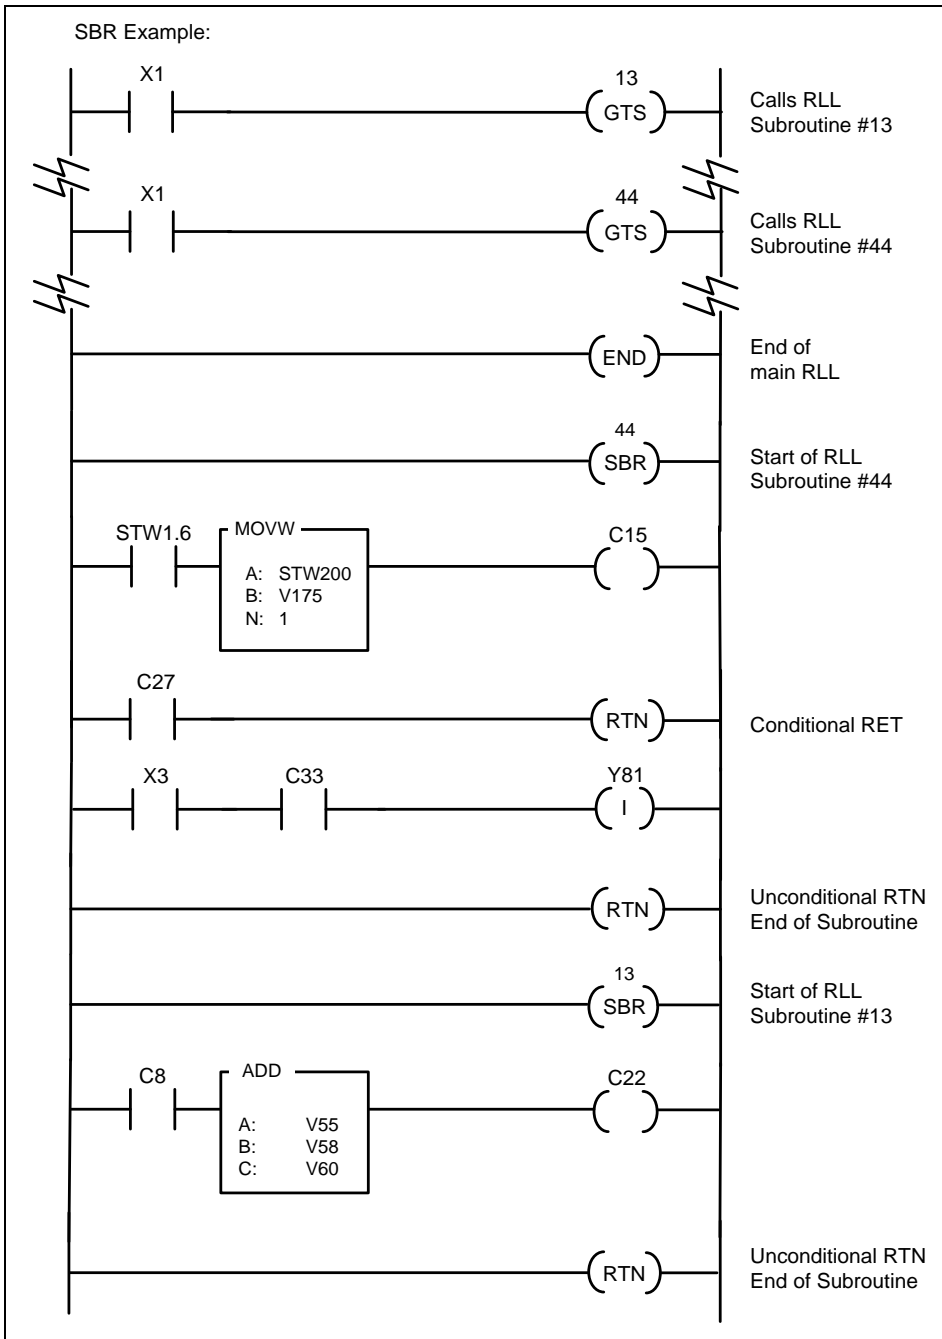 SBR Example:
X1
13
GTS
Calls RLL
Subroutine #13
X1
44
GTS
Calls RLL
Subroutine #44
END
End of
main RLL
44
SBR
Start of RLL
Subroutine #44
STW1.6
MOVW
A: STW200
B: V175
N: 1
C15
C27
RTN
Conditional RET
X3
C33
Y81
I
RTN
Unconditional RTN
End of Subroutine
13
SBR
Start of RLL
Subroutine #13
C8
ADD
A: V55
B: V58
C: V60
C22
RTN
Unconditional RTN
End of Subroutine